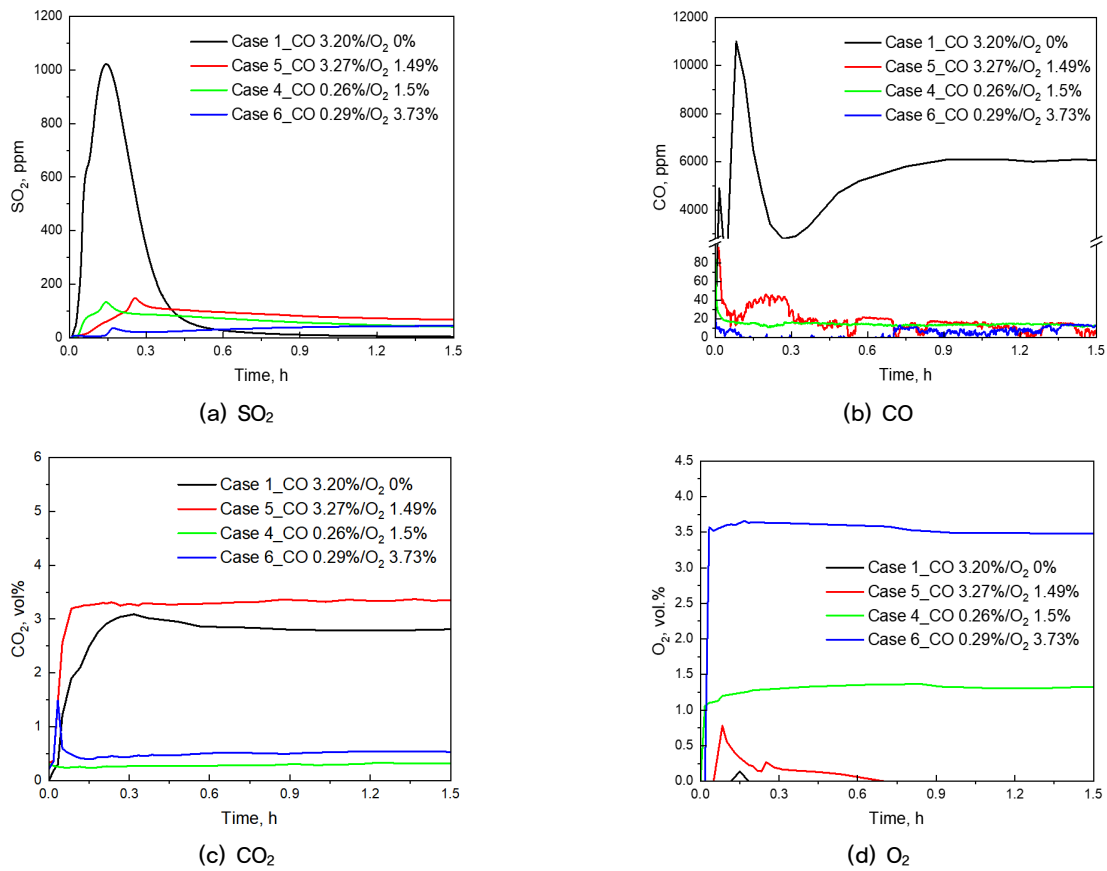 1200
1000
800
600
400
200
0
SO₂, ppm
Case 1_CO 3.20%/O₂ 0%
Case 5_CO 3.27%/O₂ 1.49%
Case 4_CO 0.26%/O₂ 1.5%
Case 6_CO 0.29%/O₂ 3.73%
0.0 0.3 0.6 0.9 1.2 1.5
Time, h
(a) SO₂
12000
10000
8000
6000
4000
80
60
40
20
0
CO, ppm
Case 1_CO 3.20%/O₂ 0%
Case 5_CO 3.27%/O₂ 1.49%
Case 4_CO 0.26%/O₂ 1.5%
Case 6_CO 0.29%/O₂ 3.73%
0.0 0.3 0.6 0.9 1.2 1.5
Time, h
(b) CO
6
5
4
3
2
1
0
CO₂, vol%
Case 1_CO 3.20%/O₂ 0%
Case 5_CO 3.27%/O₂ 1.49%
Case 4_CO 0.26%/O₂ 1.5%
Case 6_CO 0.29%/O₂ 3.73%
0.0 0.3 0.6 0.9 1.2 1.5
Time, h
(c) CO₂
4.5
4.0
3.5
3.0
2.5
2.0
1.5
1.0
0.5
0.0
O₂, vol.%
Case 1_CO 3.20%/O₂ 0%
Case 5_CO 3.27%/O₂ 1.49%
Case 4_CO 0.26%/O₂ 1.5%
Case 6_CO 0.29%/O₂ 3.73%
0.0 0.3 0.6 0.9 1.2 1.5
Time, h
(d) O₂